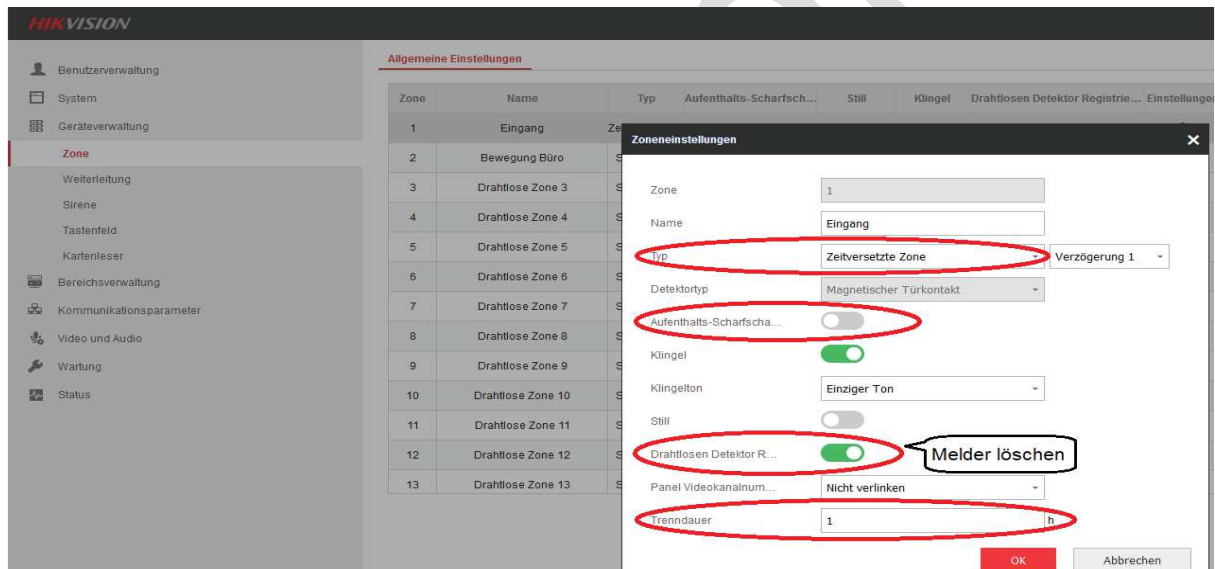 HIKVISION
Benutzerverwaltung
System
Geräteverwaltung
Zone
Weiterleitung
Sirene
Tastenfeld
Kartenleser
Bereichsverwaltung
Kommunikationsparameter
Video und Audio
Wartung
Status
Allgemeine Einstellungen
Zone Name Typ Aufenthalts-Scharfsch... Still Klingel Drahtlosen Detektor Registrie... Einstellungen
1 Eingang Ze
2 Bewegung Büro S
3 Drahtlose Zone 3 S
4 Drahtlose Zone 4 S
5 Drahtlose Zone 5 S
6 Drahtlose Zone 6 S
7 Drahtlose Zone 7 S
8 Drahtlose Zone 8 S
9 Drahtlose Zone 9 S
10 Drahtlose Zone 10 S
11 Drahtlose Zone 11 S
12 Drahtlose Zone 12 S
13 Drahtlose Zone 13 S
Zoneneinstellungen
Zone 1
Name Eingang
Typ Zeitversetzte Zone Verzögerung 1
Detektortyp Magnetischer Türkontakt
Aufenthalts-Scharfscha...
Klingel
Klingelton Einziger Ton
Still
Drahtlosen Detektor R... Melder löschen
Panel Videokanalnum... Nicht verlinken
Trenndauer 1 h
OK Abbrechen